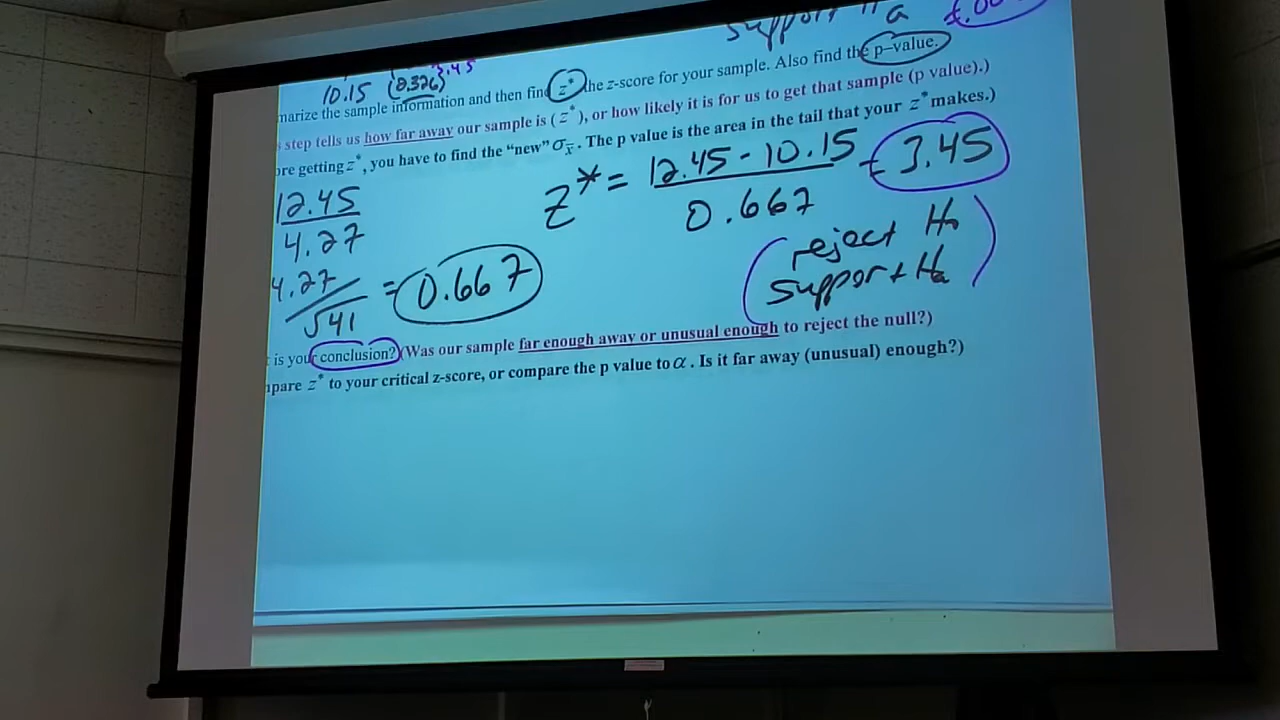 support Ha
3.45
10.15 (2.326)
marize the sample information and then find z* the z-score for your sample. Also find the p-value.
s step tells us how far away our sample is (z*), or how likely it is for us to get that sample (p value).)
ore getting z*, you have to find the "new" σx̄. The p value is the area in the tail that your z* makes.)
12.45
4.27
4.27/√41 = 0.667
z* = 12.45 - 10.15 / 0.667 = 3.45
(reject H₀
support Ha)
t is your conclusion? (Was our sample far enough away or unusual enough to reject the null?)
mpare z* to your critical z-score, or compare the p value to α. Is it far away (unusual) enough?)